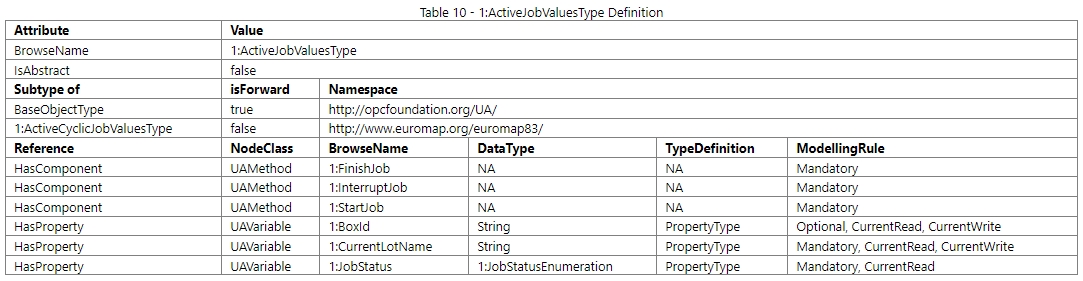 Table 10 - 1:ActiveJobValuesType Definition
Attribute Value
BrowseName 1:ActiveJobValuesType
IsAbstract false
Subtype of isForward Namespace
BaseObjectType true http://opcfoundation.org/UA/
1:ActiveCyclicJobValuesType false http://www.euromap.org/euromap83/
Reference NodeClass BrowseName DataType TypeDefinition ModellingRule
HasComponent UAMethod 1:FinishJob NA NA Mandatory
HasComponent UAMethod 1:InterruptJob NA NA Mandatory
HasComponent UAMethod 1:StartJob NA NA Mandatory
HasProperty UAVariable 1:BoxId String PropertyType Optional, CurrentRead, CurrentWrite
HasProperty UAVariable 1:CurrentLotName String PropertyType Mandatory, CurrentRead, CurrentWrite
HasProperty UAVariable 1:JobStatus 1:JobStatusEnumeration PropertyType Mandatory, CurrentRead